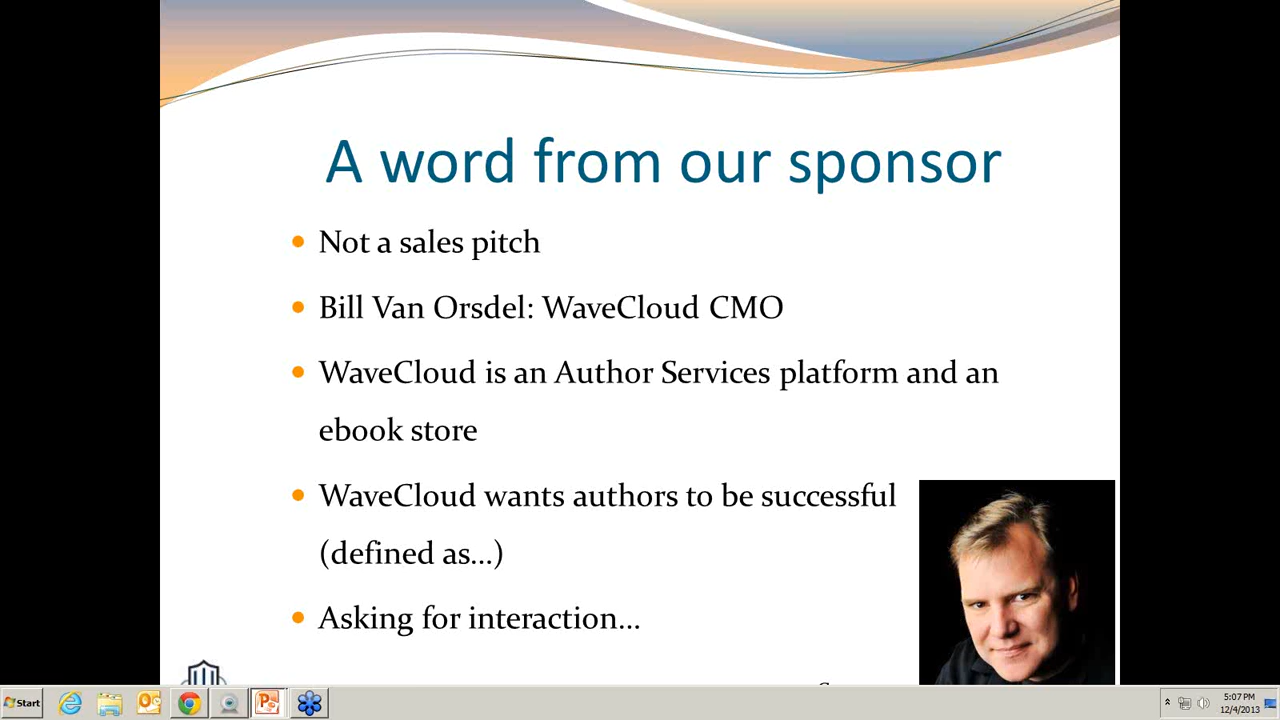 A word from our sponsor
Not a sales pitch
Bill Van Orsdel: WaveCloud CMO
WaveCloud is an Author Services platform and an
ebook store
WaveCloud wants authors to be successful
(defined as...)
Asking for interaction...
Start
5:07 PM
12/4/2013